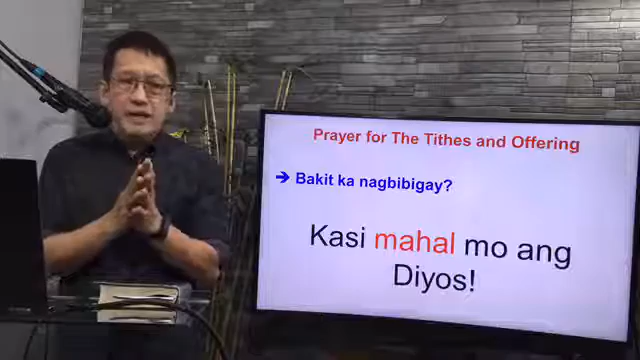 Prayer for The Tithes and Offering
➔ Bakit ka nagbibigay?
Kasi mahal mo ang
Diyos!